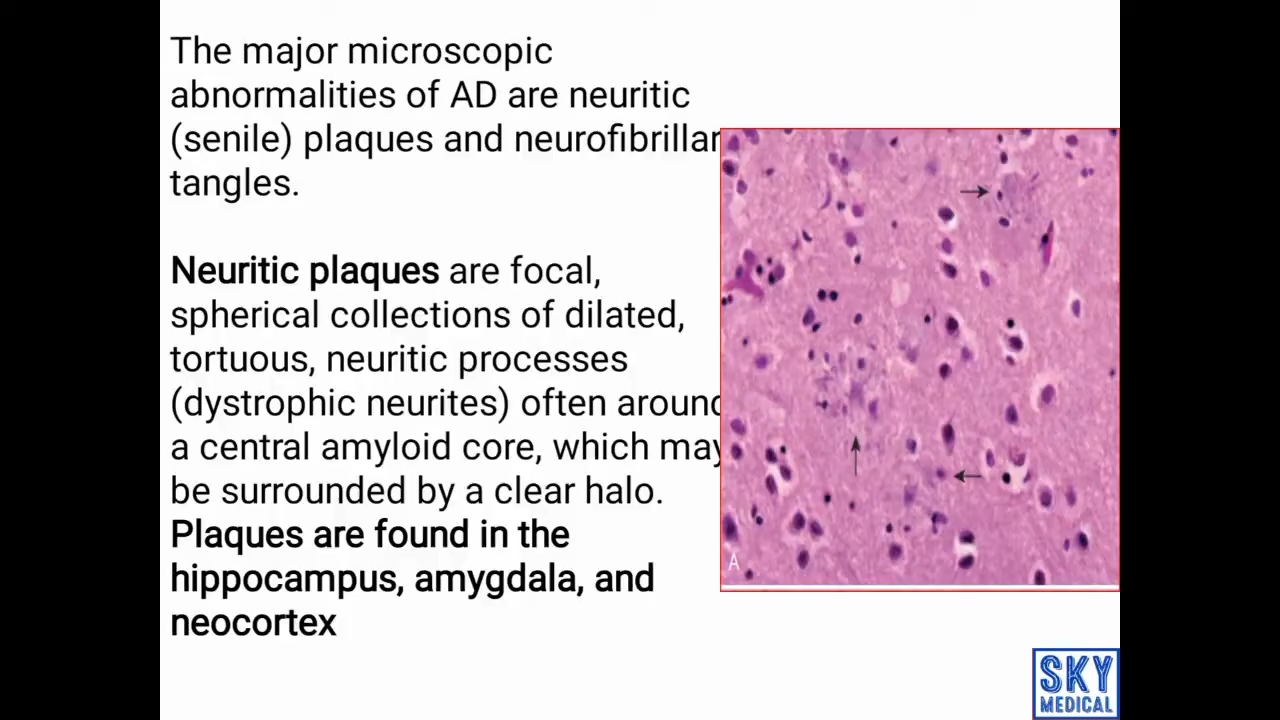 The major microscopic
abnormalities of AD are neuritic
(senile) plaques and neurofibrillar
tangles.
Neuritic plaques are focal,
spherical collections of dilated,
tortuous, neuritic processes
(dystrophic neurites) often around
a central amyloid core, which may
be surrounded by a clear halo.
Plaques are found in the
hippocampus, amygdala, and
neocortex
A
SKY
MEDICAL